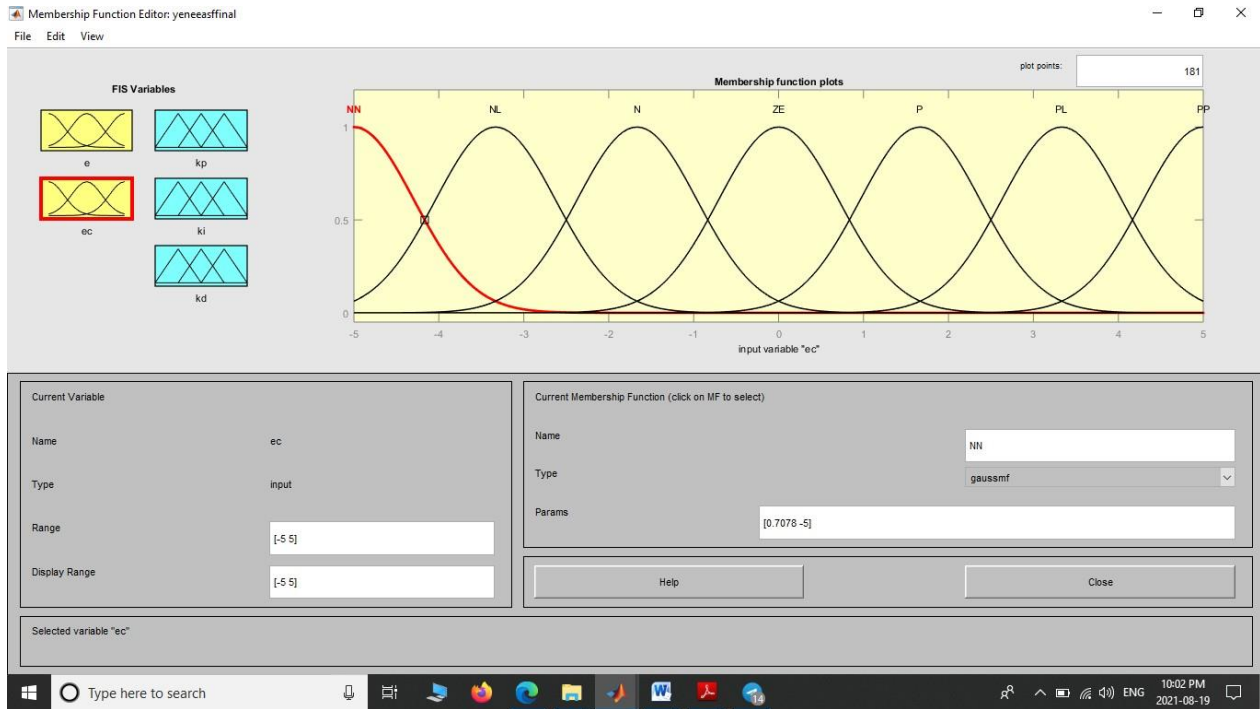 Membership Function Editor: yeneeasffinal
File Edit View
plot points: 181
FIS Variables
Membership function plots
e
kp
ec
ki
kd
NN NL N ZE P PL PP
1
0.5
0
-5 -4 -3 -2 -1 0 1 2 3 4 5
input variable "ec"
Current Variable
Name ec
Type input
Range [-5 5]
Display Range [-5 5]
Current Membership Function (click on MF to select)
Name NN
Type gaussmf
Params [0.7078 -5]
Help Close
Selected variable "ec"
Type here to search
14
ENG
10:02 PM
2021-08-19